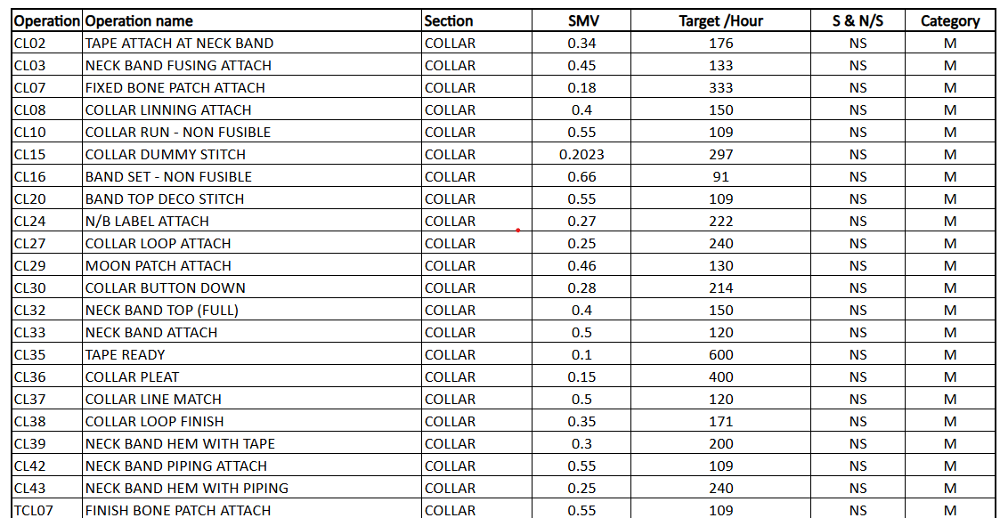 Operation Operation name Section SMV Target /Hour S & N/S Category
CL02 TAPE ATTACH AT NECK BAND COLLAR 0.34 176 NS M
CL03 NECK BAND FUSING ATTACH COLLAR 0.45 133 NS M
CL07 FIXED BONE PATCH ATTACH COLLAR 0.18 333 NS M
CL08 COLLAR LINNING ATTACH COLLAR 0.4 150 NS M
CL10 COLLAR RUN - NON FUSIBLE COLLAR 0.55 109 NS M
CL15 COLLAR DUMMY STITCH COLLAR 0.2023 297 NS M
CL16 BAND SET - NON FUSIBLE COLLAR 0.66 91 NS M
CL20 BAND TOP DECO STITCH COLLAR 0.55 109 NS M
CL24 N/B LABEL ATTACH COLLAR 0.27 222 NS M
CL27 COLLAR LOOP ATTACH COLLAR 0.25 240 NS M
CL29 MOON PATCH ATTACH COLLAR 0.46 130 NS M
CL30 COLLAR BUTTON DOWN COLLAR 0.28 214 NS M
CL32 NECK BAND TOP (FULL) COLLAR 0.4 150 NS M
CL33 NECK BAND ATTACH COLLAR 0.5 120 NS M
CL35 TAPE READY COLLAR 0.1 600 NS M
CL36 COLLAR PLEAT COLLAR 0.15 400 NS M
CL37 COLLAR LINE MATCH COLLAR 0.5 120 NS M
CL38 COLLAR LOOP FINISH COLLAR 0.35 171 NS M
CL39 NECK BAND HEM WITH TAPE COLLAR 0.3 200 NS M
CL42 NECK BAND PIPING ATTACH COLLAR 0.55 109 NS M
CL43 NECK BAND HEM WITH PIPING COLLAR 0.25 240 NS M
TCL07 FINISH BONE PATCH ATTACH COLLAR 0.55 109 NS M